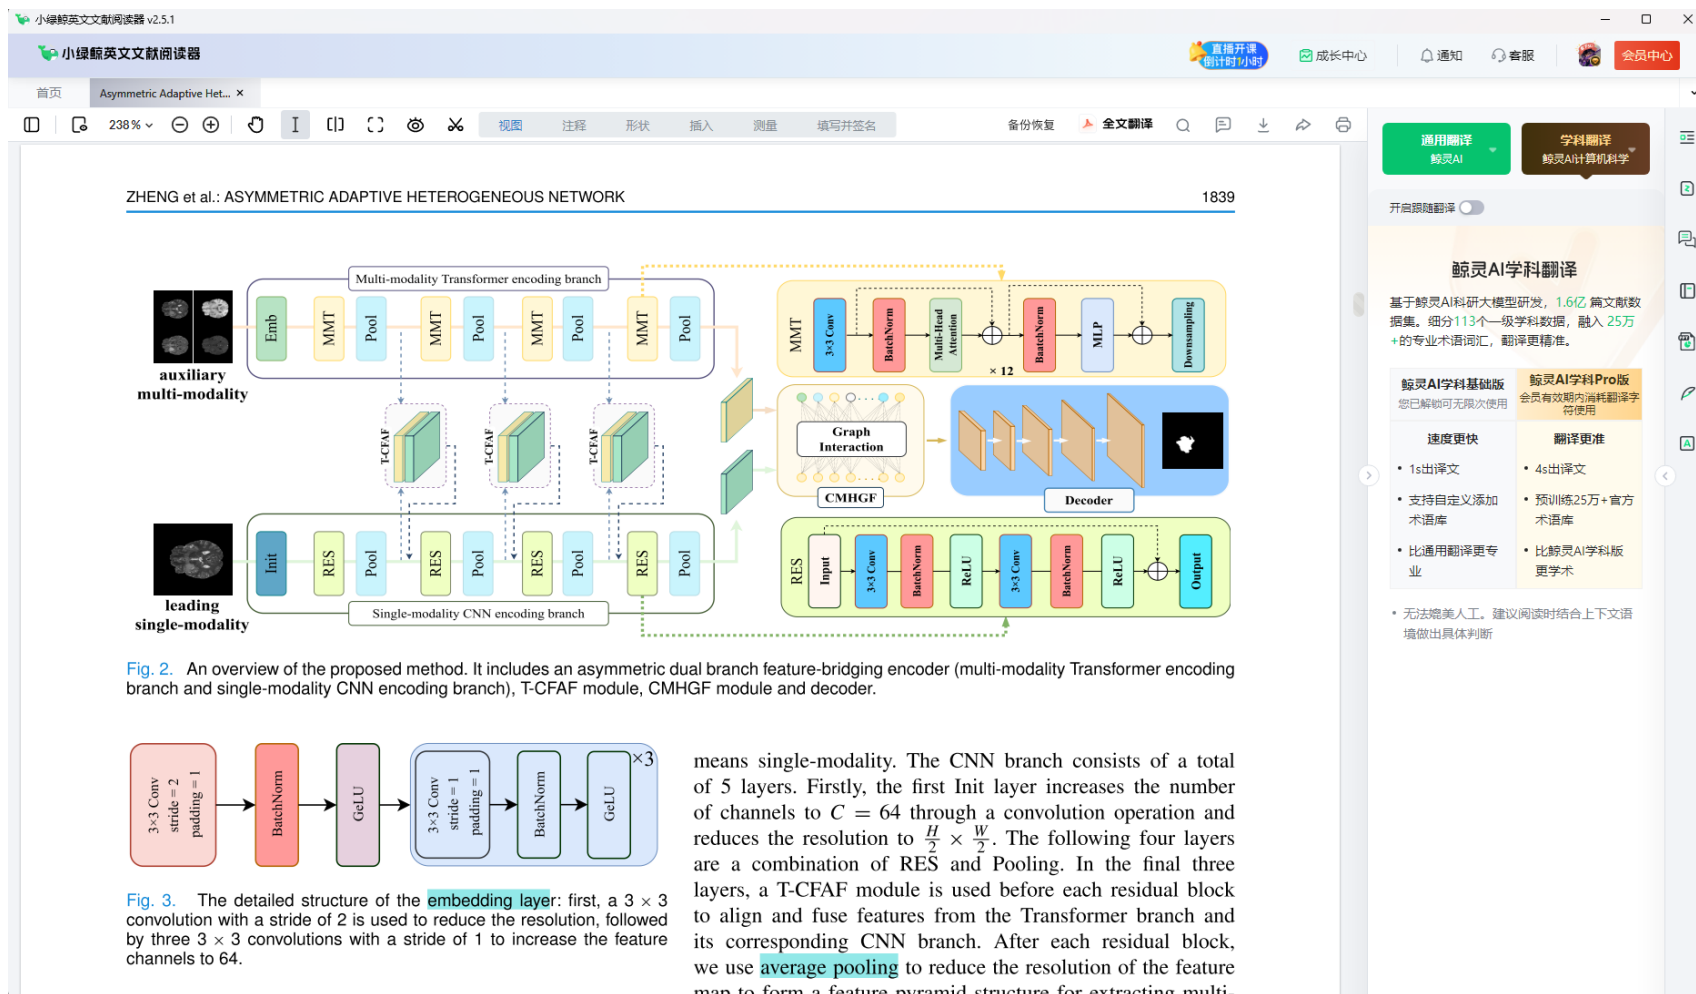 小绿鲸英文文献阅读器 v2.5.1
小绿鲸英文文献阅读器
直播开课
倒计时1小时
成长中心
通知
客服
会员中心
首页
Asymmetric Adaptive Het... ×
238%
视图
注释
形状
插入
测量
填写并签名
备份恢复
全文翻译
ZHENG et al.: ASYMMETRIC ADAPTIVE HETEROGENEOUS NETWORK
1839
Multi-modality Transformer encoding branch
Emb
MMT
Pool
MMT
Pool
MMT
Pool
MMT
Pool
auxiliary
multi-modality
T-CFAF
T-CFAF
T-CFAF
Init
RES
Pool
RES
Pool
RES
Pool
RES
Pool
leading
single-modality
Single-modality CNN encoding branch
MMT
3×3 Conv
BatchNorm
Multi-Head
Attention
× 12
BaatchNorm
MLP
Downsampling
Graph
Interaction
CMHGF
Decoder
RES
Input
3×3 Conv
BatchNorm
ReLU
3×3 Conv
BatchNorm
ReLU
Output
Fig. 2. An overview of the proposed method. It includes an asymmetric dual branch feature-bridging encoder (multi-modality Transformer encoding
branch and single-modality CNN encoding branch), T-CFAF module, CMHGF module and decoder.
3×3 Conv
stride = 2
padding = 1
BatchNorm
GeLU
3×3 Conv
stride = 1
padding = 1
BatchNorm
GeLU
×3
Fig. 3. The detailed structure of the embedding layer: first, a 3 × 3
convolution with a stride of 2 is used to reduce the resolution, followed
by three 3 × 3 convolutions with a stride of 1 to increase the feature
channels to 64.
means single-modality. The CNN branch consists of a total
of 5 layers. Firstly, the first Init layer increases the number
of channels to C = 64 through a convolution operation and
reduces the resolution to H/2 × W/2. The following four layers
are a combination of RES and Pooling. In the final three
layers, a T-CFAF module is used before each residual block
to align and fuse features from the Transformer branch and
its corresponding CNN branch. After each residual block,
we use average pooling to reduce the resolution of the feature
map to form a feature pyramid structure for extracting multi-
通用翻译
鲸灵AI
学科翻译
鲸灵AI计算机科学
开启跟随翻译
鲸灵AI学科翻译
基于鲸灵AI科研大模型研发，1.6亿 篇文献数
据集。细分113个一级学科数据，融入 25万
+的专业术语词汇，翻译更精准。
鲸灵AI学科基础版
您已解锁可无限次使用
鲸灵AI学科Pro版
会员有效期内消耗翻译字
符使用
速度更快
• 1s出译文
• 支持自定义添加
术语库
• 比通用翻译更专
业
翻译更准
• 4s出译文
• 预训练25万+官方
术语库
• 比鲸灵AI学科版
更学术
• 无法媲美人工。建议阅读时结合上下文语
境做出具体判断